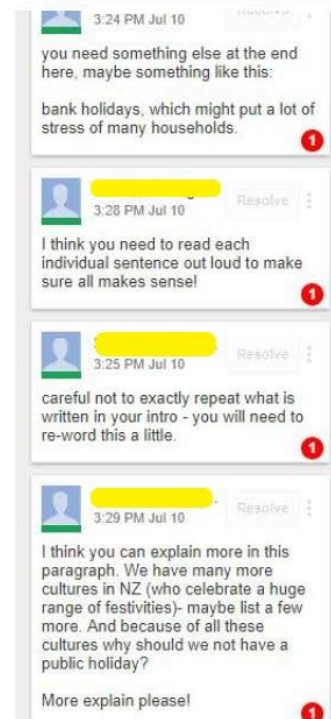 3:24 PM Jul 10
Resolve
you need something else at the end
here, maybe something like this:
bank holidays, which might put a lot of
stress of many households.
1
3:28 PM Jul 10
Resolve
I think you need to read each
individual sentence out loud to make
sure all makes sense!
1
3:25 PM Jul 10
Resolve
careful not to exactly repeat what is
written in your intro - you will need to
re-word this a little.
1
3:29 PM Jul 10
Resolve
I think you can explain more in this
paragraph. We have many more
cultures in NZ (who celebrate a huge
range of festivities)- maybe list a few
more. And because of all these
cultures why should we not have a
public holiday?
More explain please!
1